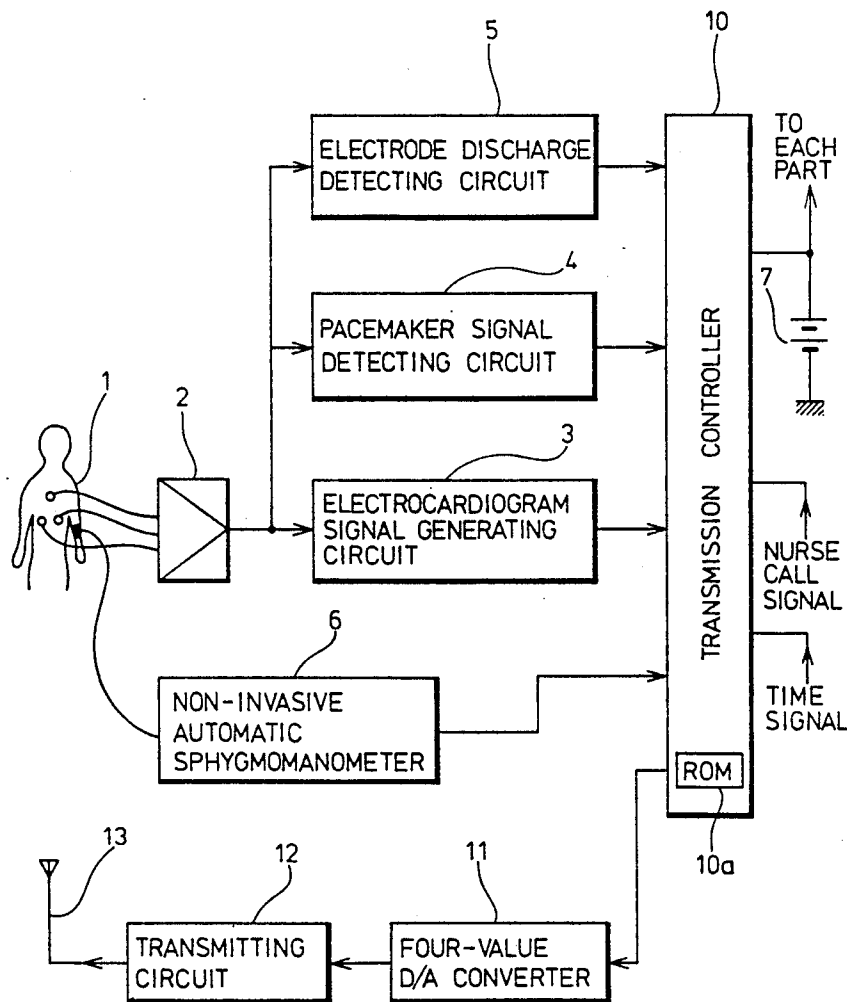 5
10
ELECTRODE DISCHARGE
DETECTING CIRCUIT
TO
EACH
PART
4
7
PACEMAKER SIGNAL
DETECTING CIRCUIT
1
2
3
ELECTROCARDIOGRAM
SIGNAL GENERATING
CIRCUIT
TRANSMISSION CONTROLLER
NURSE
CALL
SIGNAL
6
NON-INVASIVE
AUTOMATIC
SPHYGMOMANOMETER
TIME
SIGNAL
ROM
10a
13
12
11
TRANSMITTING
CIRCUIT
FOUR-VALUE
D/A CONVERTER